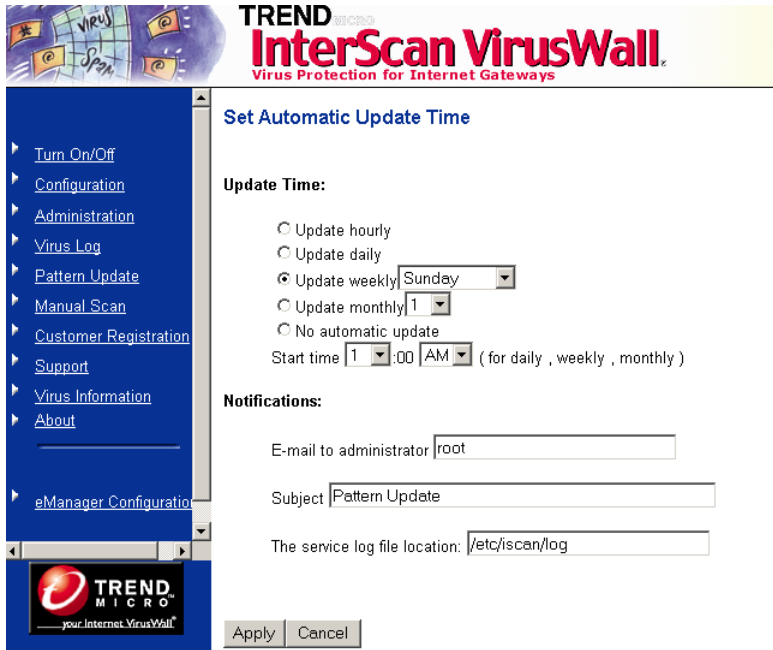 VIRUS
SPAM
TREND
MICRO
InterScan VirusWall.
Virus Protection for Internet Gateways
Turn On/Off
Configuration
Administration
Virus Log
Pattern Update
Manual Scan
Customer Registration
Support
Virus Information
About
eManager Configuratio
TREND
MICRO™
your Internet VirusWall®
Set Automatic Update Time
Update Time:
Update hourly
Update daily
Update weekly Sunday
Update monthly 1
No automatic update
Start time 1 :00 AM ( for daily , weekly , monthly )
Notifications:
E-mail to administrator root
Subject Pattern Update
The service log file location: /etc/iscan/log
Apply Cancel